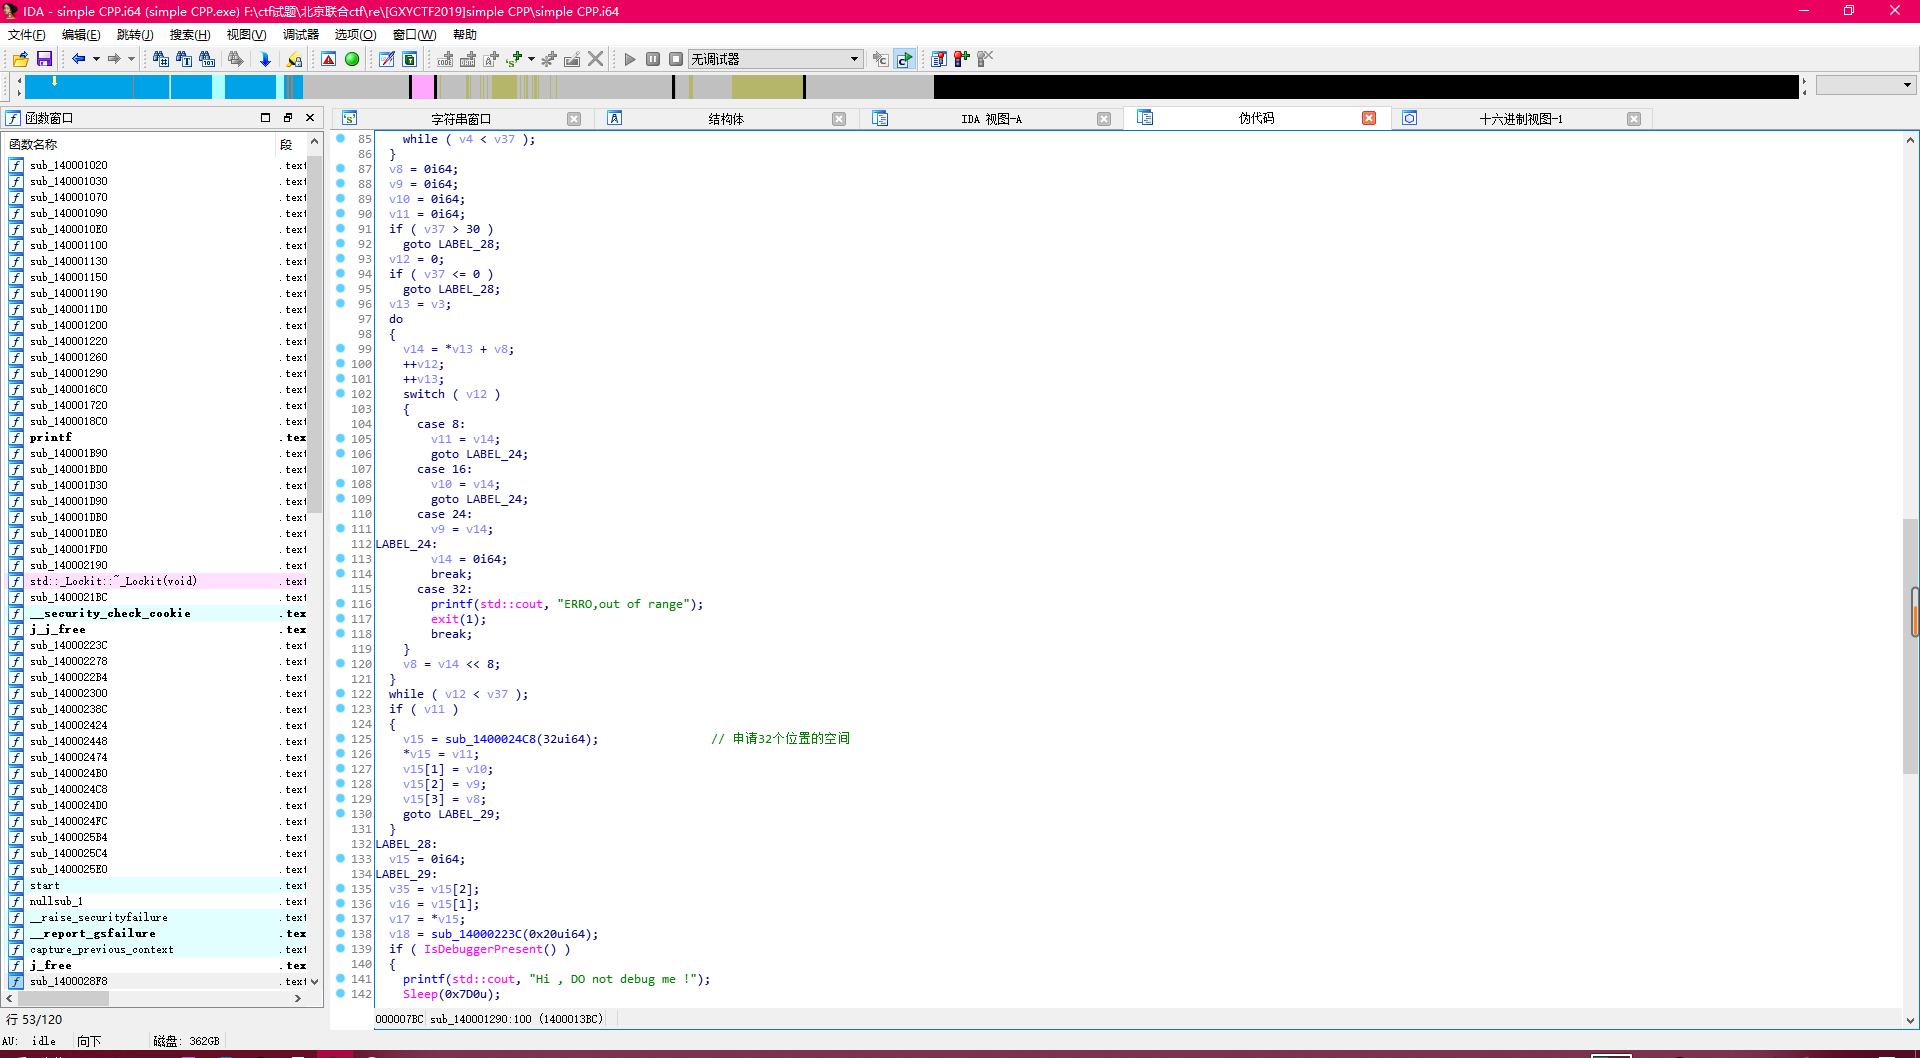 IDA - simple CPP.i64 (simple CPP.exe) F:\ctf试题\北京联合ctf\re\[GXYCTF2019]simple CPP\simple CPP.i64
文件(F) 编辑(E) 跳转(J) 搜索(H) 视图(V) 调试器 选项(O) 窗口(W) 帮助
无调试器
函数窗口
字符串窗口 结构体 IDA 视图-A 伪代码 十六进制视图-1
函数名称 段
sub_140001020 .text
sub_140001030 .text
sub_140001070 .text
sub_140001090 .text
sub_1400010E0 .text
sub_140001100 .text
sub_140001130 .text
sub_140001150 .text
sub_140001190 .text
sub_1400011D0 .text
sub_140001200 .text
sub_140001220 .text
sub_140001260 .text
sub_140001290 .text
sub_1400016C0 .text
sub_140001720 .text
sub_1400018C0 .text
printf .tex
sub_140001B90 .text
sub_140001BD0 .text
sub_140001D30 .text
sub_140001D90 .text
sub_140001DB0 .text
sub_140001DE0 .text
sub_140001FD0 .text
sub_140002190 .text
std::_Lockit::~_Lockit(void) .text
sub_1400021BC .text
__security_check_cookie .tex
j_j_free .tex
sub_14000223C .text
sub_140002278 .text
sub_1400022B4 .text
sub_140002300 .text
sub_14000238C .text
sub_140002424 .text
sub_140002448 .text
sub_140002474 .text
sub_1400024B0 .text
sub_1400024C8 .text
sub_1400024D0 .text
sub_1400024FC .text
sub_1400025B4 .text
sub_1400025C4 .text
sub_1400025E0 .text
start .text
nullsub_1 .text
__raise_securityfailure .text
__report_gsfailure .tex
capture_previous_context .text
j_free .tex
sub_1400028F8 .text
行 53/120
85 while ( v4 < v37 );
86 }
87 v8 = 0i64;
88 v9 = 0i64;
89 v10 = 0i64;
90 v11 = 0i64;
91 if ( v37 > 30 )
92 goto LABEL_28;
93 v12 = 0;
94 if ( v37 <= 0 )
95 goto LABEL_28;
96 v13 = v3;
97 do
98 {
99 v14 = *v13 + v8;
100 ++v12;
101 ++v13;
102 switch ( v12 )
103 {
104 case 8:
105 v11 = v14;
106 goto LABEL_24;
107 case 16:
108 v10 = v14;
109 goto LABEL_24;
110 case 24:
111 v9 = v14;
112 LABEL_24:
113 v14 = 0i64;
114 break;
115 case 32:
116 printf(std::cout, "ERRO,out of range");
117 exit(1);
118 break;
119 }
120 v8 = v14 << 8;
121 }
122 while ( v12 < v37 );
123 if ( v11 )
124 {
125 v15 = sub_1400024C8(32ui64); // 申请32个位置的空间
126 *v15 = v11;
127 v15[1] = v10;
128 v15[2] = v9;
129 v15[3] = v8;
130 goto LABEL_29;
131 }
132 LABEL_28:
133 v15 = 0i64;
134 LABEL_29:
135 v35 = v15[2];
136 v16 = v15[1];
137 v17 = *v15;
138 v18 = sub_14000223C(0x20ui64);
139 if ( IsDebuggerPresent() )
140 {
141 printf(std::cout, "Hi , DO not debug me !");
142 Sleep(0x7D0u);
000007BC sub_140001290:100 (1400013BC)
AU: idle 向下 磁盘: 362GB